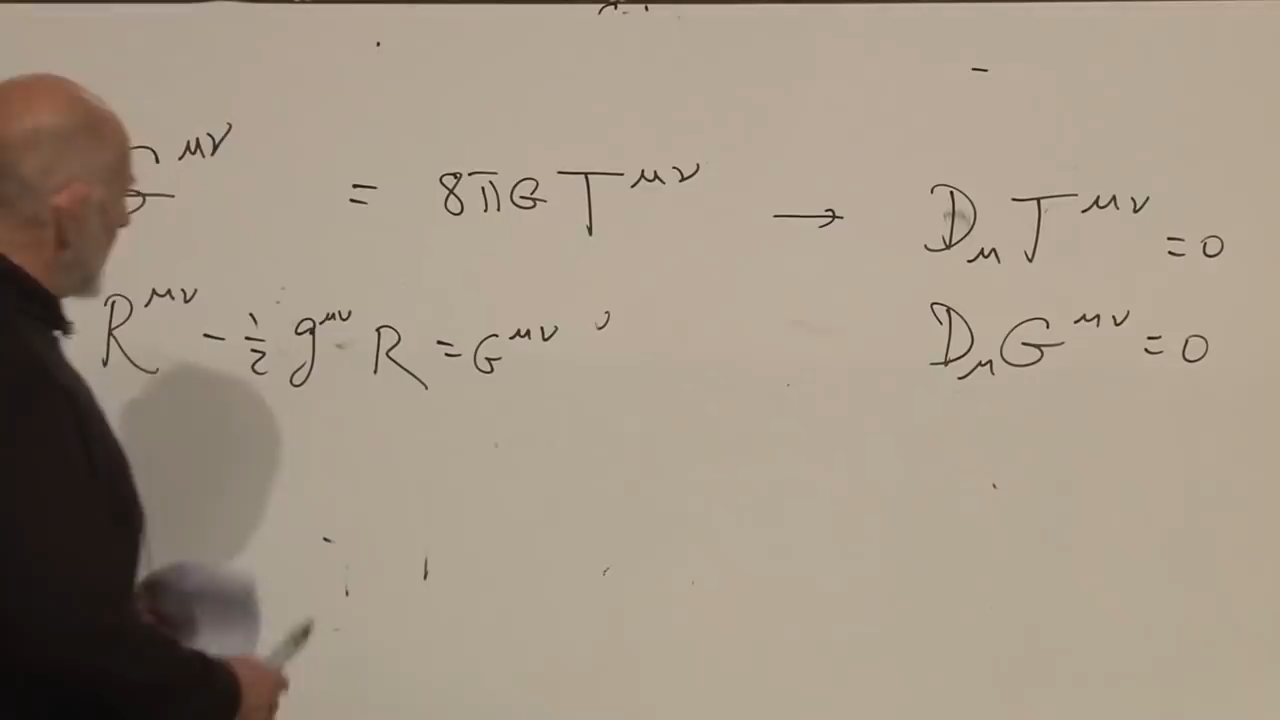 μν = 8πG T^μν → D_μ T^μν = 0
R^μν - ½ g^μν R = G^μν D_μ G^μν = 0